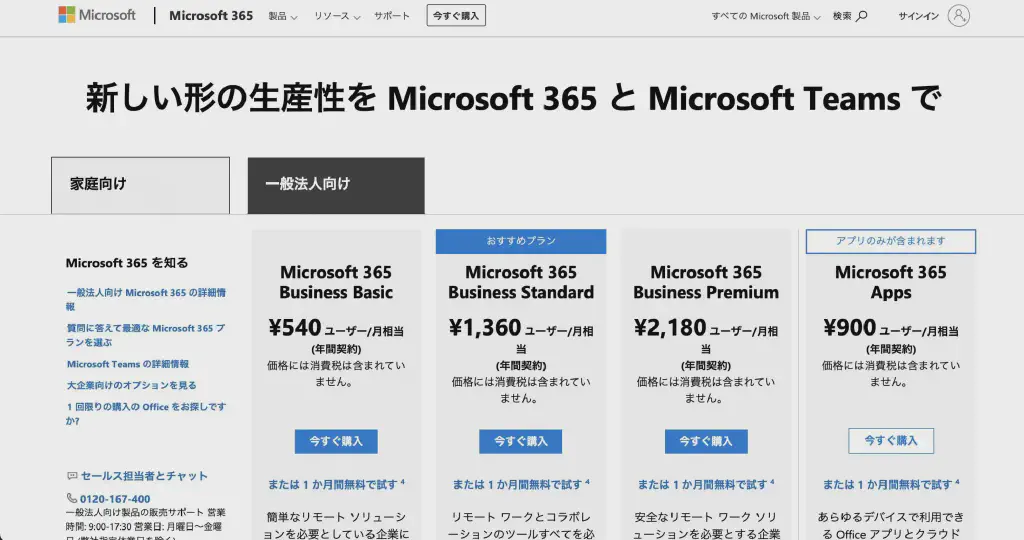 Microsoft
Microsoft 365
製品
リソース
サポート
今すぐ購入
すべての Microsoft 製品
検索
サインイン
新しい形の生産性を Microsoft 365 と Microsoft Teams で
家庭向け
一般法人向け
Microsoft 365 を知る
一般法人向け Microsoft 365 の詳細情
報
質問に答えて最適な Microsoft 365 プ
ランを選ぶ
Microsoft Teams の詳細情報
大企業向けのオプションを見る
1 回限りの購入の Office をお探しです
か?
セールス担当者とチャット
0120-167-400
一般法人向け製品の販売サポート 営業
時間: 9:00-17:30 営業日: 月曜日〜金曜
日 (弊社指定休業日を除く)
Microsoft 365
Business Basic
¥540 ユーザー/月相当
(年間契約)
価格には消費税は含まれてい
ません。
今すぐ購入
または 1 か月間無料で試す 4
簡単なリモート ソリューショ
ンを必要としている企業に
おすすめプラン
Microsoft 365
Business Standard
¥1,360 ユーザー/月相
当
(年間契約)
価格には消費税は含まれてい
ません。
今すぐ購入
または 1 か月間無料で試す 4
リモート ワークとコラボレ
ーションのツールすべてを必
Microsoft 365
Business Premium
¥2,180 ユーザー/月相
当
(年間契約)
価格には消費税は含まれてい
ません。
今すぐ購入
または 1 か月間無料で試す 4
安全なリモート ワーク ソリ
ューションを必要とする企業
アプリのみが含まれます
Microsoft 365
Apps
¥900 ユーザー/月相当
(年間契約)
価格には消費税は含まれてい
ません。
今すぐ購入
または 1 か月間無料で試す 4
あらゆるデバイスで利用でき
る Office アプリとクラウド